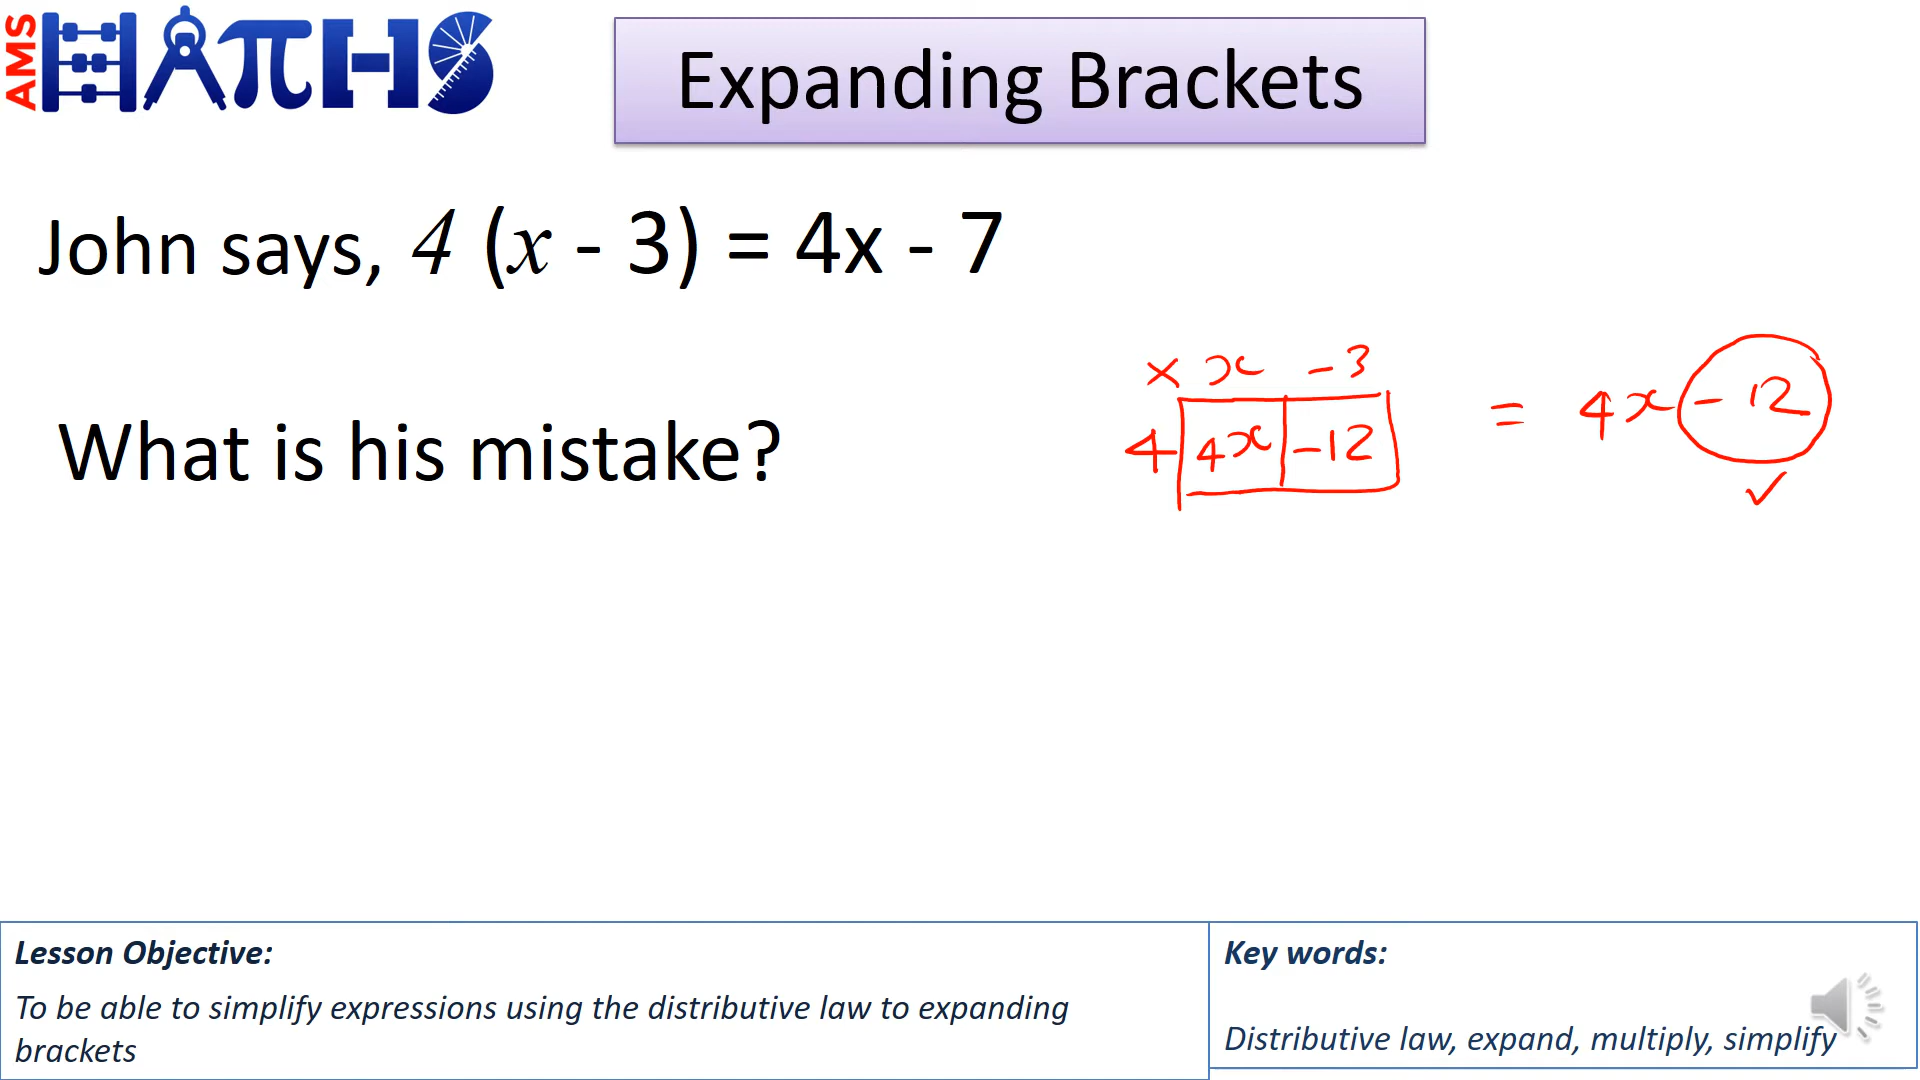 AMS MATHS
Expanding Brackets
John says, 4 (x - 3) = 4x - 7
What is his mistake?
× x -3
4 4x -12
= 4x - 12 ✓
Lesson Objective:
To be able to simplify expressions using the distributive law to expanding
brackets
Key words:
Distributive law, expand, multiply, simplify